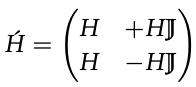 H́ = ( H +H𝕁
H −H𝕁 )